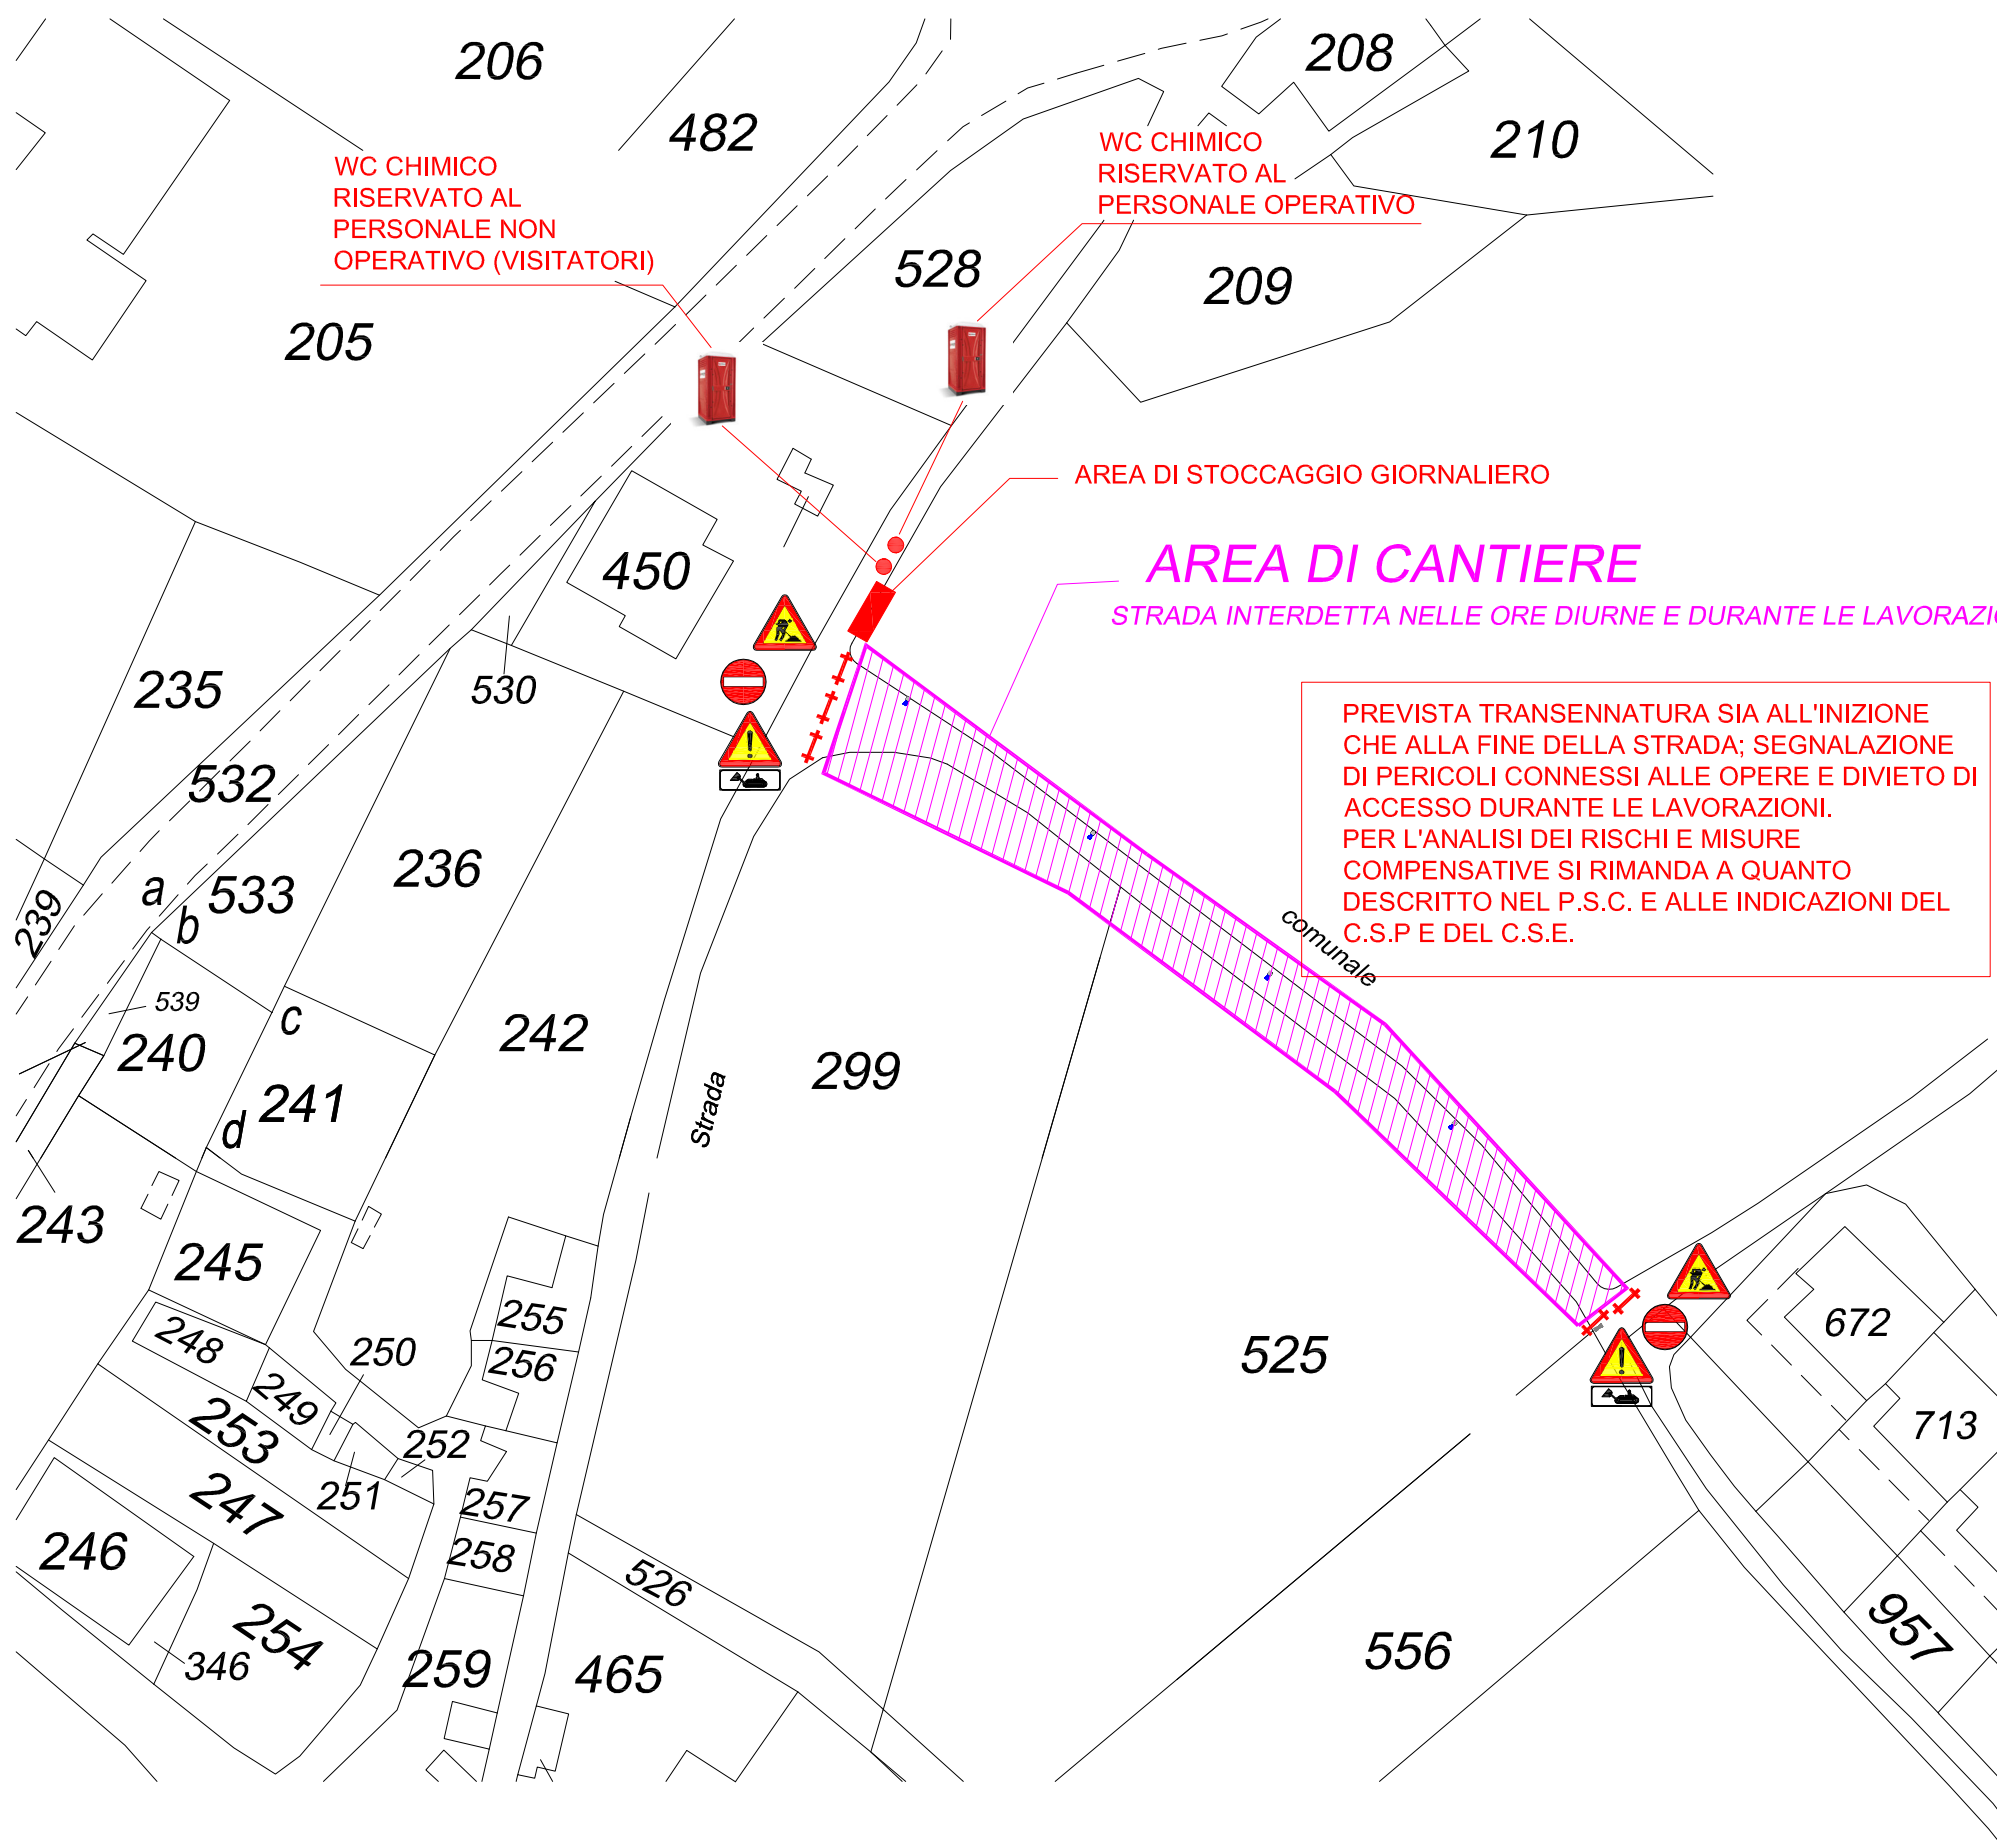 206
208
482
210
WC CHIMICO
RISERVATO AL
PERSONALE NON
OPERATIVO (VISITATORI)
WC CHIMICO
RISERVATO AL
PERSONALE OPERATIVO
528
209
205
AREA DI STOCCAGGIO GIORNALIERO
450
AREA DI CANTIERE
STRADA INTERDETTA NELLE ORE DIURNE E DURANTE LE
235
530
PREVISTA TRANSENNATURA SIA ALL'INIZIONE
CHE ALLA FINE DELLA STRADA; SEGNALAZIONE
DI PERICOLI CONNESSI ALLE OPERE E DIVIETO DI
ACCESSO DURANTE LE LAVORAZIONI.
PER L'ANALISI DEI RISCHI E MISURE
COMPENSATIVE SI RIMANDA A QUANTO
DESCRITTO NEL P.S.C. E ALLE INDICAZIONI DEL
C.S.P E DEL C.S.E.
532
236
a
533
b
239
comunale
539
c
240
242
299
241
d
Strada
243
245
255
672
248
250
256
525
249
253
252
713
251
247
257
246
258
526
254
957
346
259
465
556